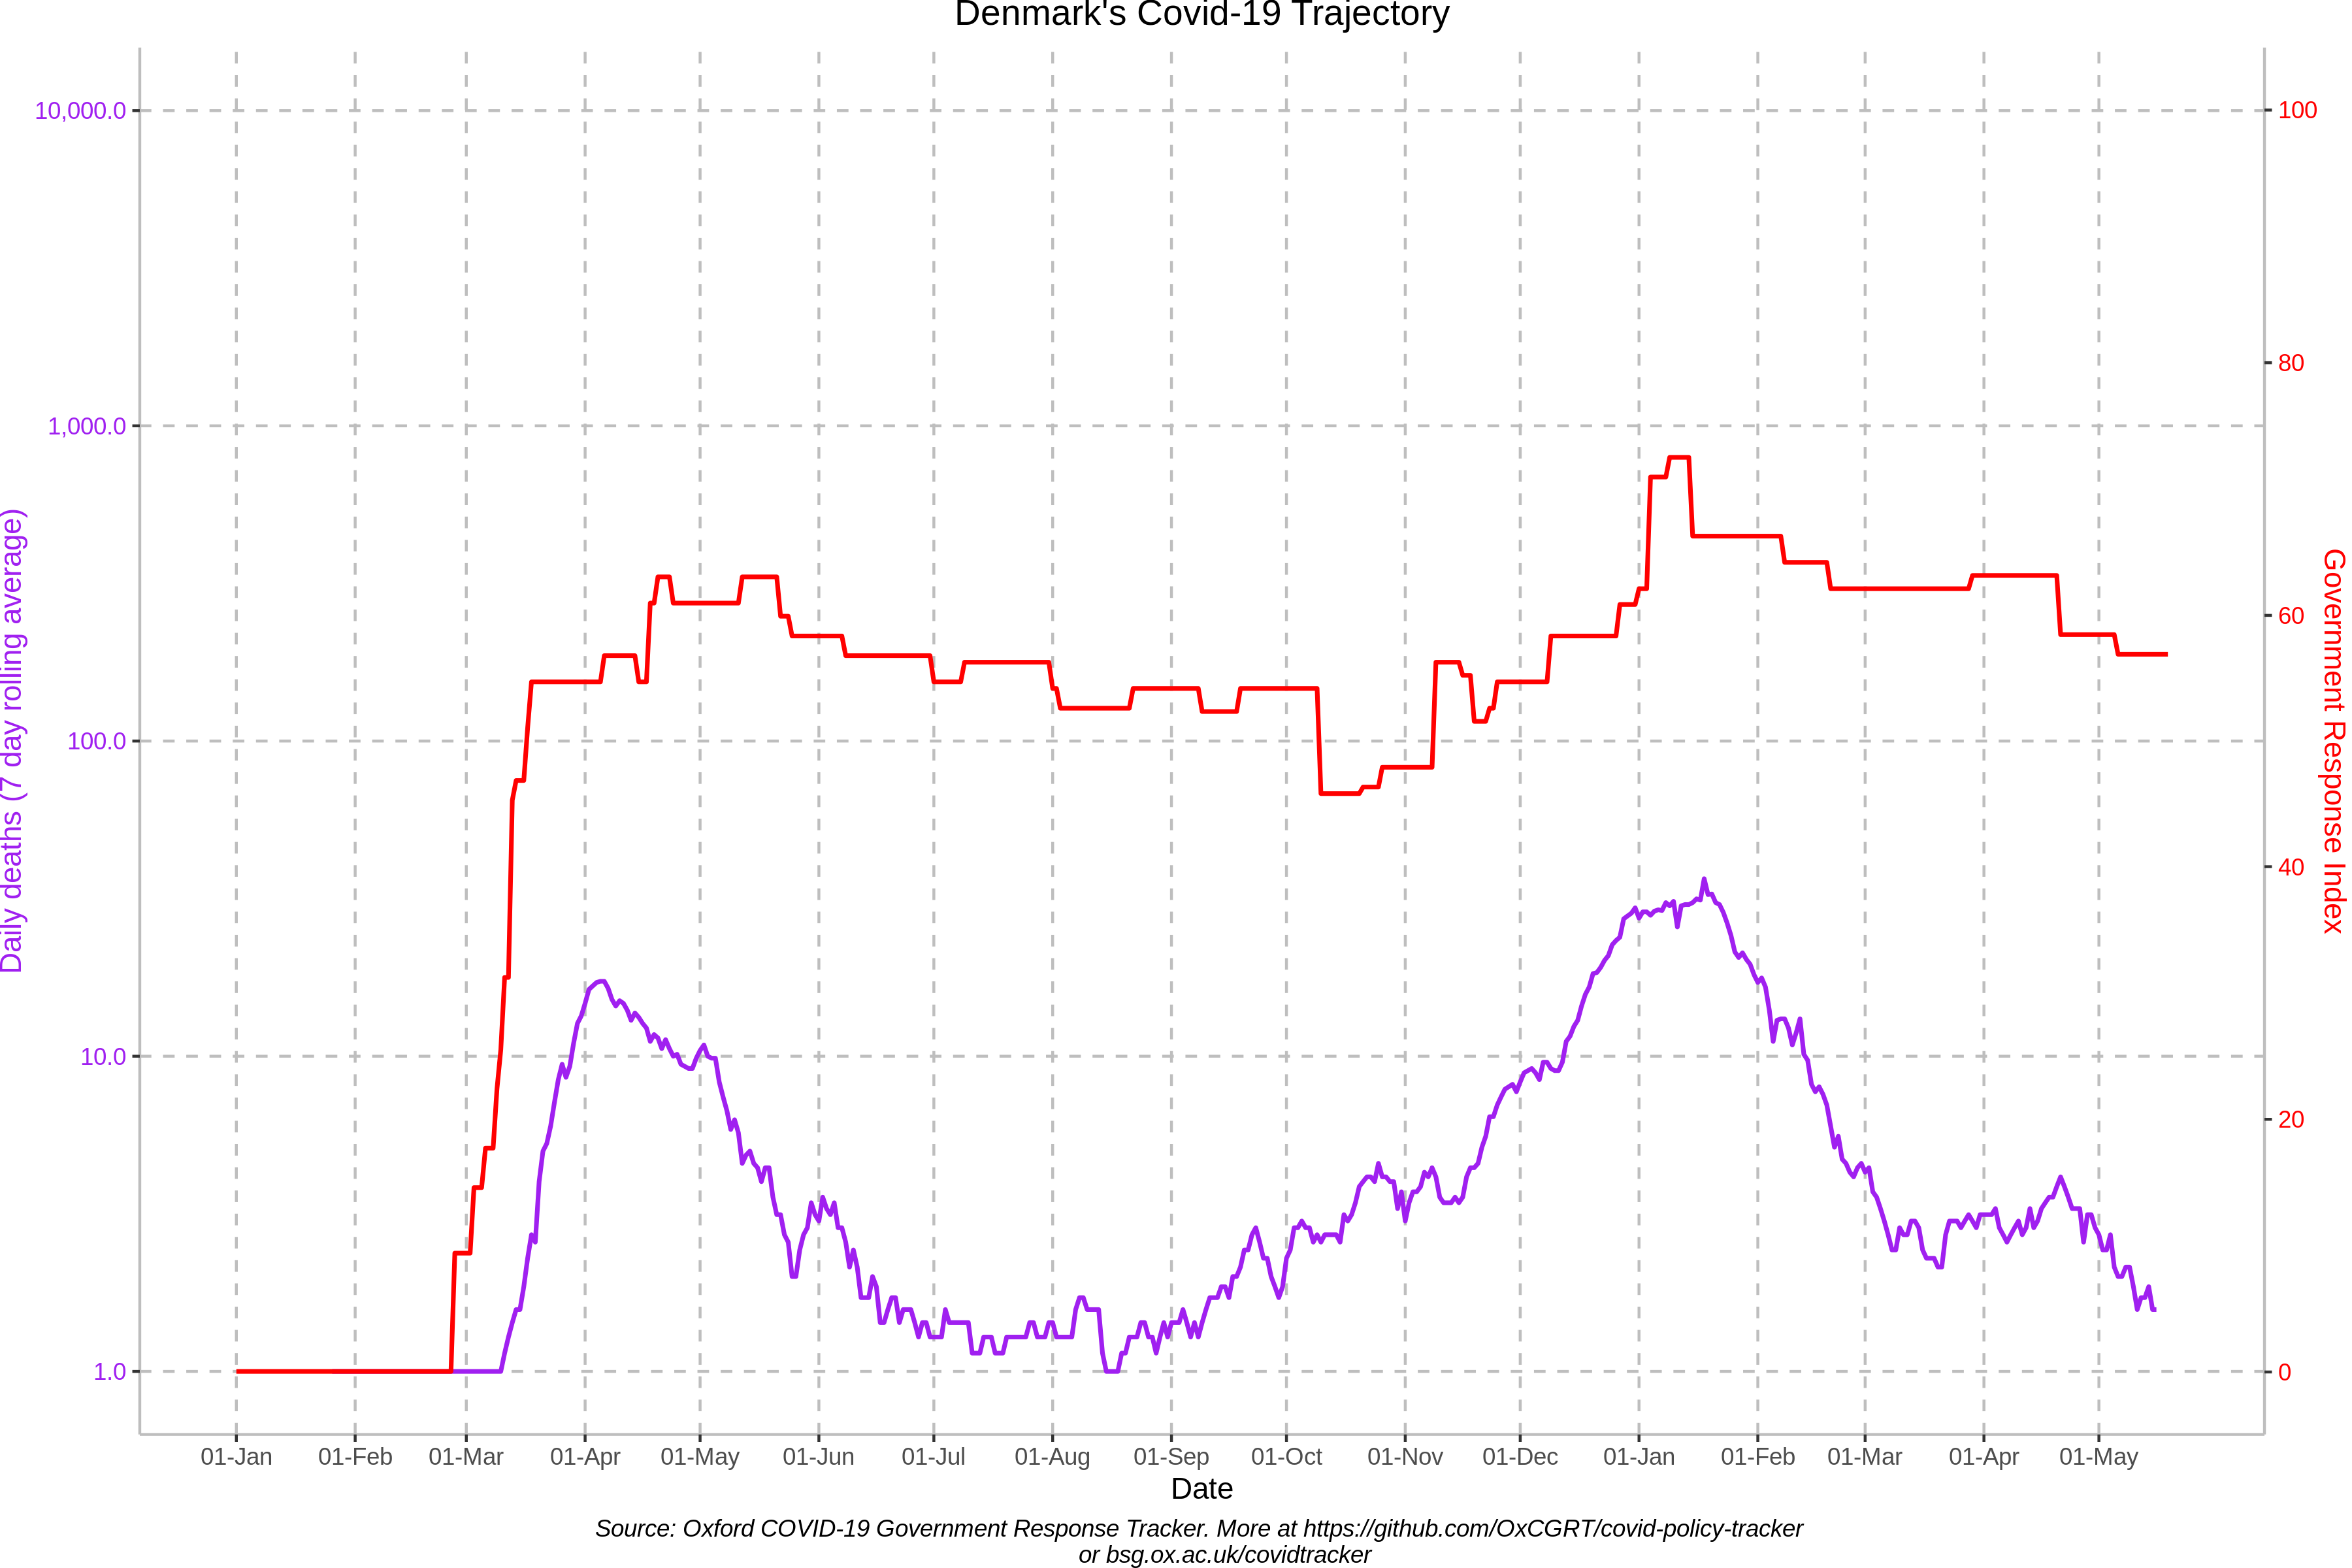 Denmark's Covid-19 Trajectory
10,000.0
1,000.0
100.0
10.0
1.0
Daily deaths (7 day rolling average)
100
80
60
40
20
0
Government Response Index
01-Jan 01-Feb 01-Mar 01-Apr 01-May 01-Jun 01-Jul 01-Aug 01-Sep 01-Oct 01-Nov 01-Dec 01-Jan 01-Feb 01-Mar 01-Apr 01-May
Date
Source: Oxford COVID-19 Government Response Tracker. More at https://github.com/OxCGRT/covid-policy-tracker
or bsg.ox.ac.uk/covidtracker